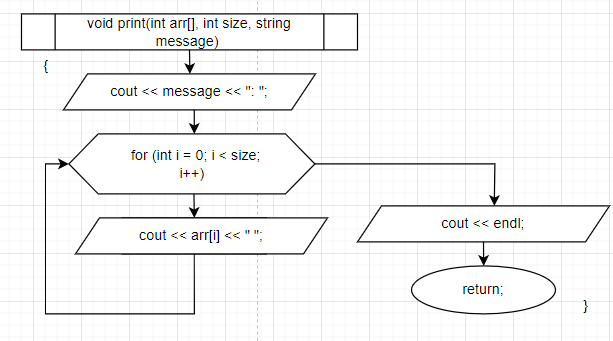 void print(int arr[], int size, string
message)
{
cout << message << ": ";
for (int i = 0; i < size;
i++)
cout << arr[i] << " ";
cout << endl;
return;
}